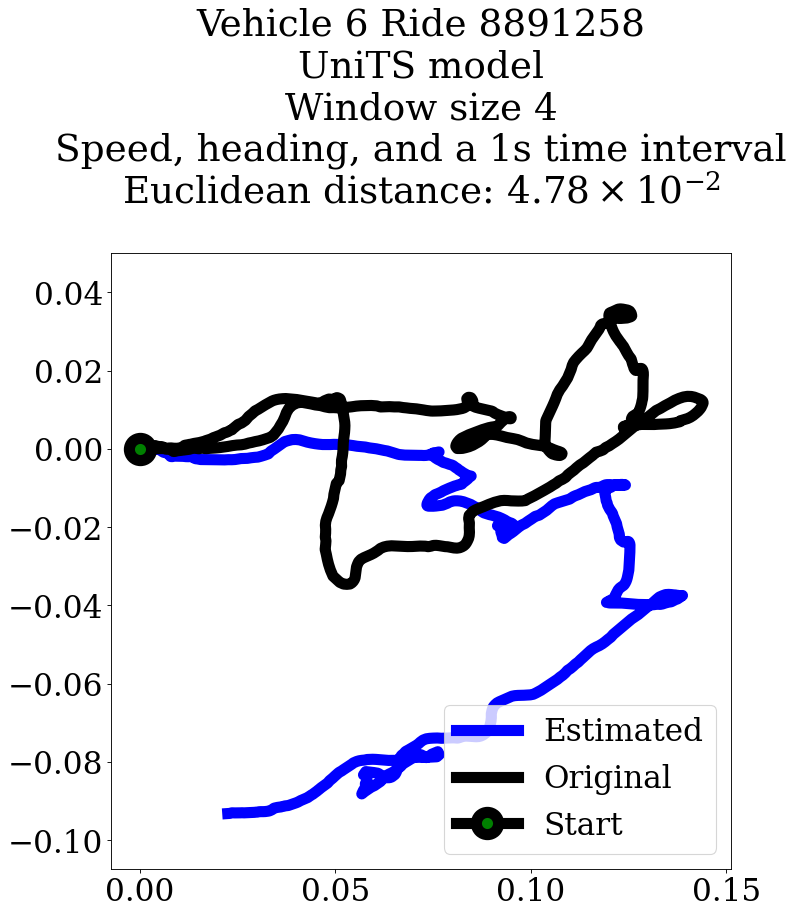 Vehicle 6 Ride 8891258
UniTS model
Window size 4
Speed, heading, and a 1s time interval
Euclidean distance: 4.78 × 10⁻²
0.04
0.02
0.00
−0.02
−0.04
−0.06
−0.08
−0.10
Estimated
Original
Start
0.00 0.05 0.10 0.15